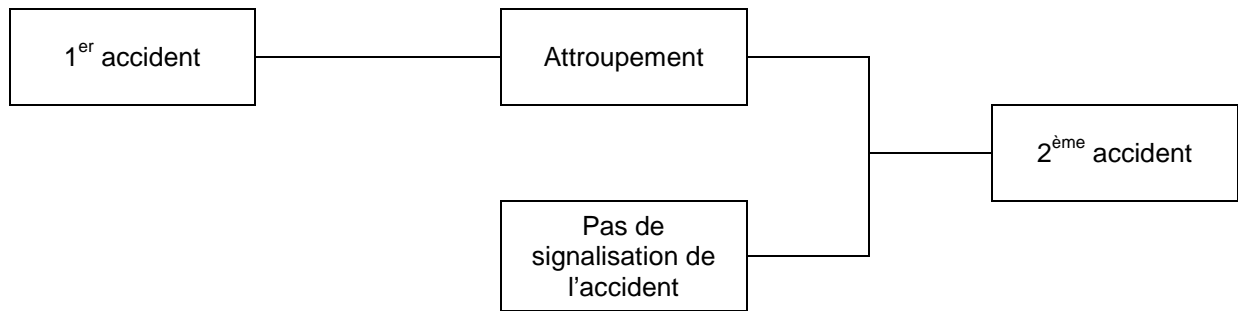 1er accident
Attroupement
2ème accident
Pas de
signalisation de
l'accident